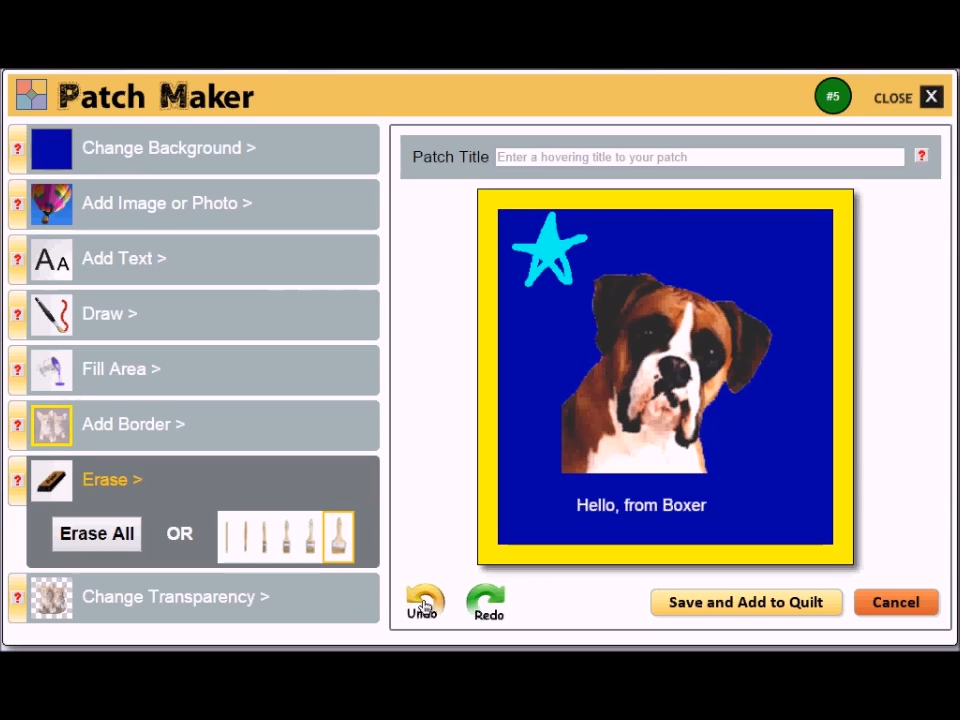 Patch Maker
#5
CLOSE X
? Change Background >
? Add Image or Photo >
? AA Add Text >
? Draw >
? Fill Area >
? Add Border >
? Erase >
Erase All OR
? Change Transparency >
Patch Title Enter a hovering title to your patch ?
Hello, from Boxer
Undo Redo
Save and Add to Quilt Cancel